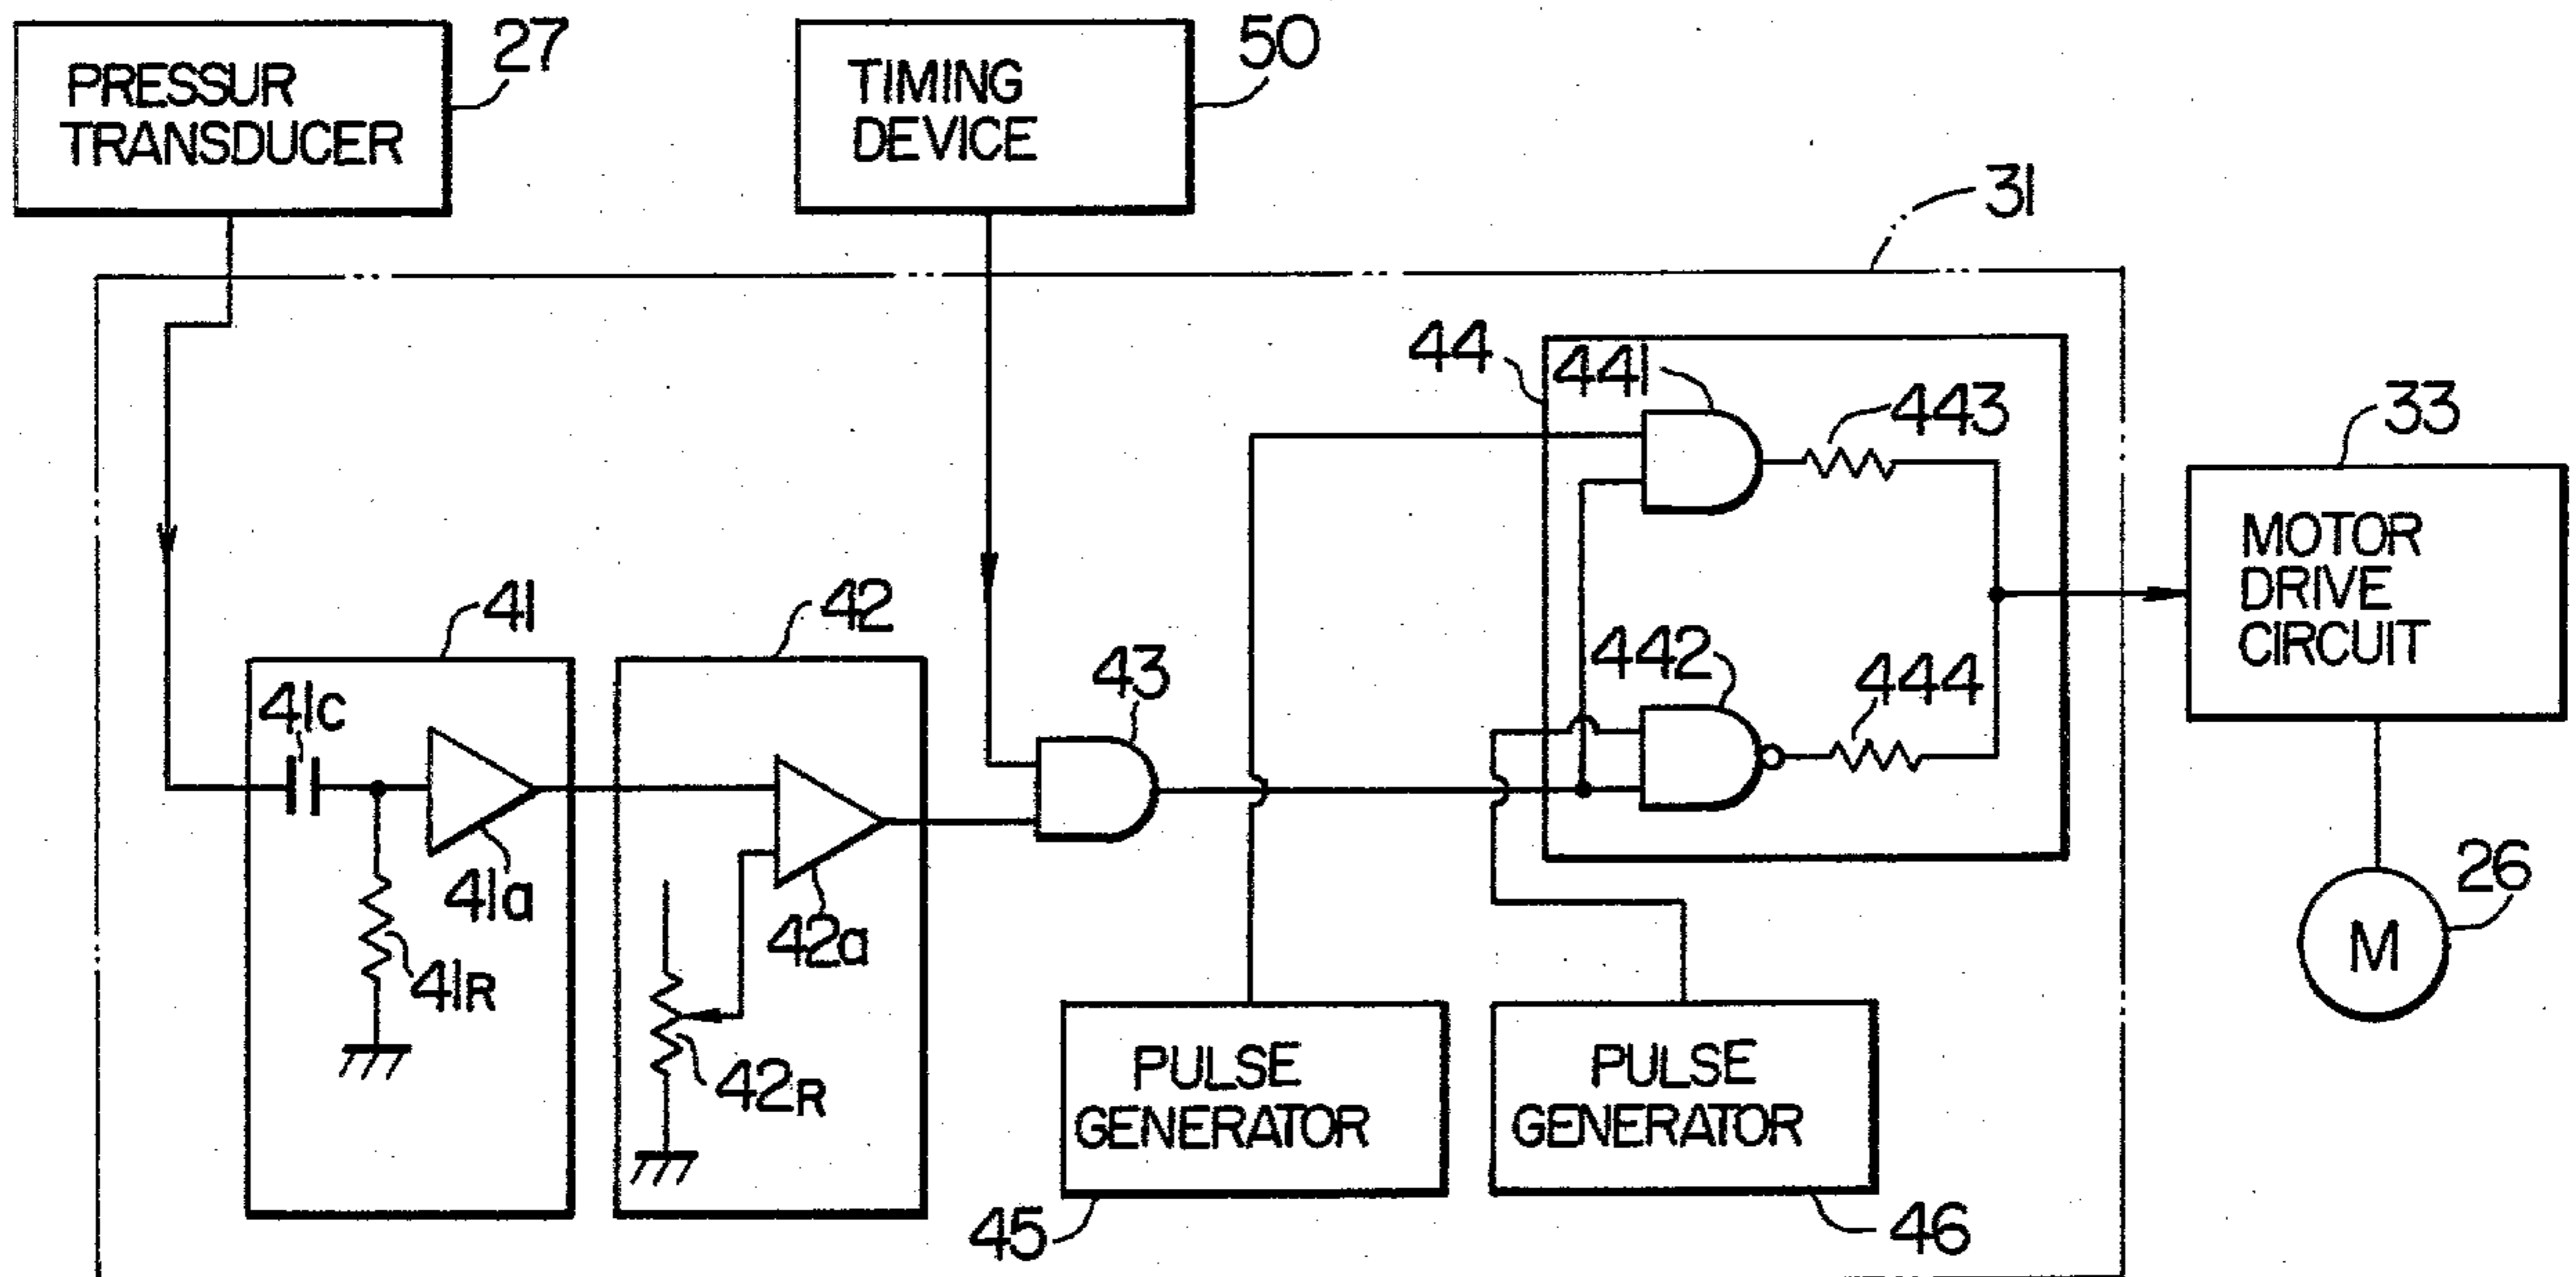 PRESSUR
TRANSDUCER
27
TIMING
DEVICE
50
31
44
441
443
33
MOTOR
DRIVE
CIRCUIT
41
42
43
442
444
41c
41a
41R
42a
42R
26
M
PULSE
GENERATOR
45
PULSE
GENERATOR
46